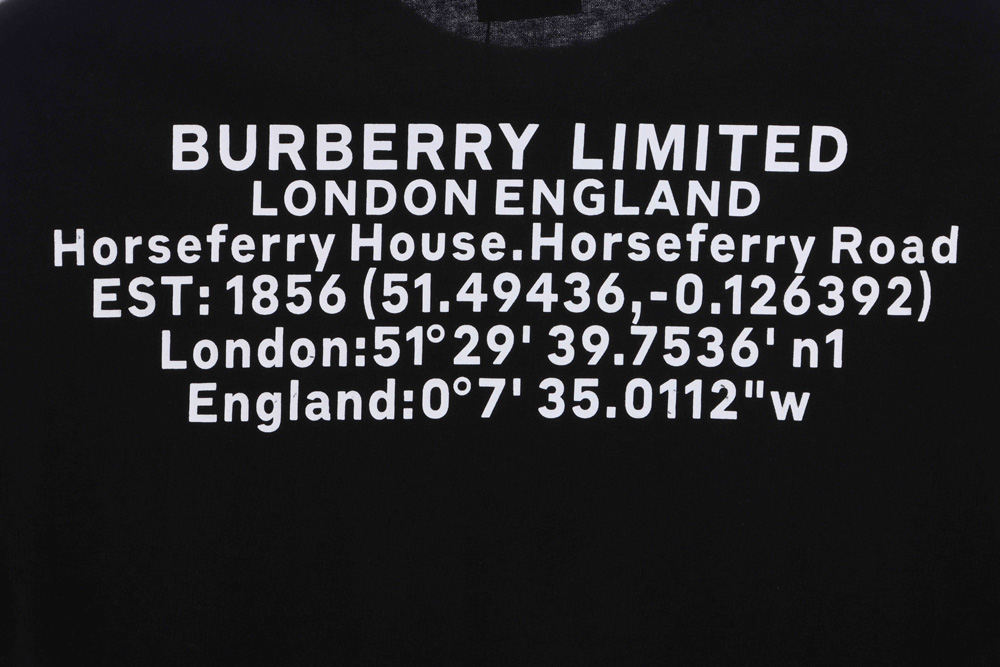 BURBERRY LIMITED
LONDON ENGLAND
Horseferry House.Horseferry Road
EST: 1856 (51.49436,-0.126392)
London:51°29' 39.7536' n1
England:0°7' 35.0112"w